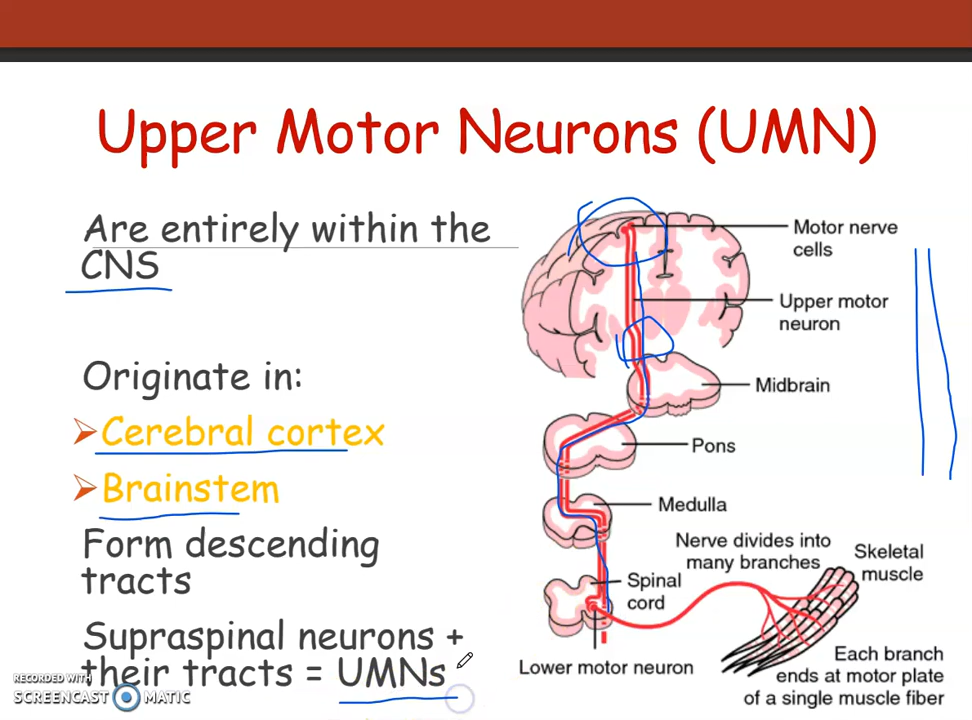 Upper Motor Neurons (UMN)
Are entirely within the
CNS
Originate in:
Cerebral cortex
Brainstem
Form descending
tracts
Supraspinal neurons +
their tracts = UMNs
Motor nerve
cells
Upper motor
neuron
Midbrain
Pons
Medulla
Nerve divides into
many branches
Skeletal
muscle
Spinal
cord
Lower motor neuron
Each branch
ends at motor plate
of a single muscle fiber
RECORDED WITH
SCREENCAST MATIC